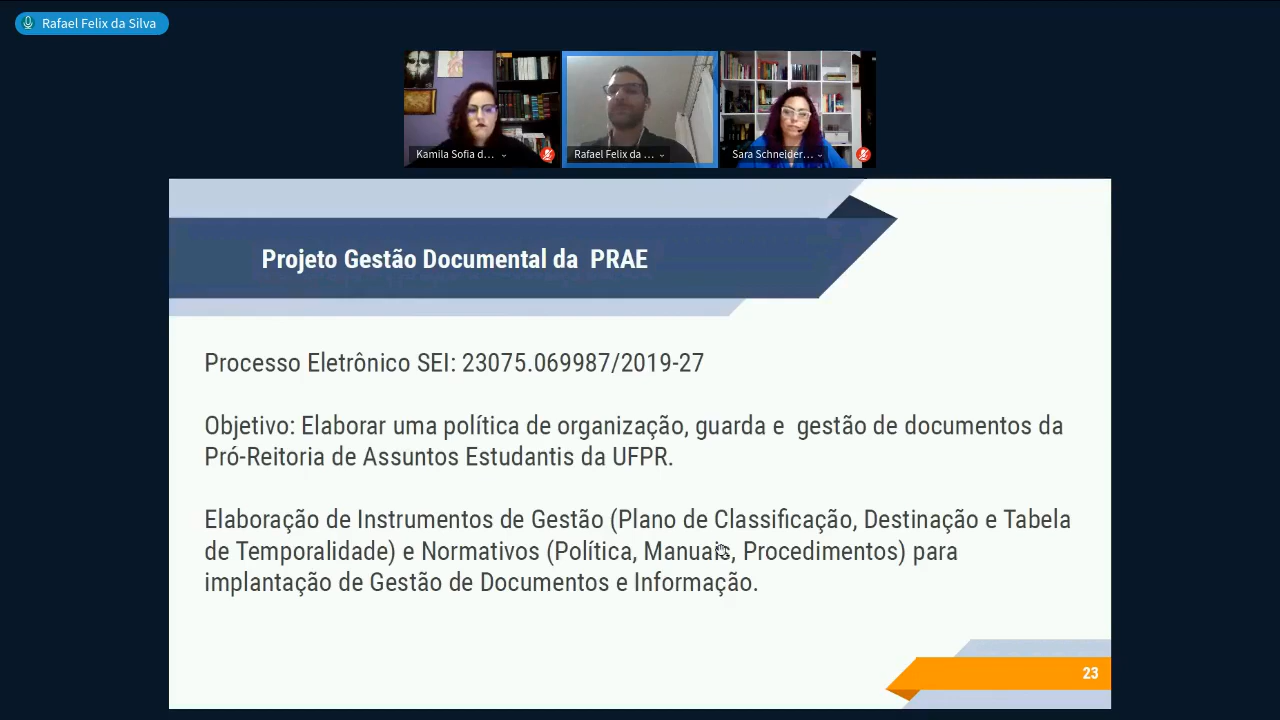 Rafael Felix da Silva
Kamila Sofia d...
Rafael Felix da ...
Sara Schneider...
Projeto Gestão Documental da  PRAE
Processo Eletrônico SEI: 23075.069987/2019-27
Objetivo: Elaborar uma política de organização, guarda e  gestão de documentos da
Pró-Reitoria de Assuntos Estudantis da UFPR.
Elaboração de Instrumentos de Gestão (Plano de Classificação, Destinação e Tabela
de Temporalidade) e Normativos (Política, Manuais, Procedimentos) para
implantação de Gestão de Documentos e Informação.
23